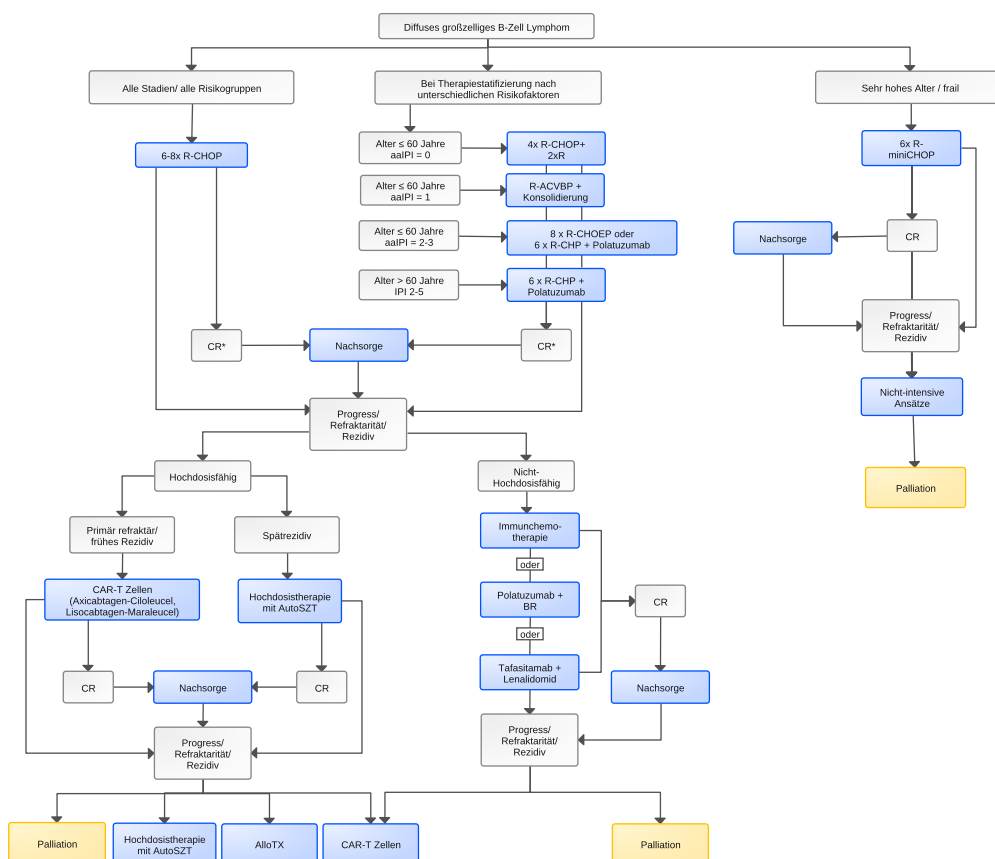 Diffuses großzelliges B-Zell Lymphom
Alle Stadien/ alle Risikogruppen
Bei Therapiestatifizierung nach
unterschiedlichen Risikofaktoren
Sehr hohes Alter / frail
6-8x R-CHOP
Alter ≤ 60 Jahre
aaIPI = 0
4x R-CHOP+
2xR
Alter ≤ 60 Jahre
aaIPI = 1
R-ACVBP +
Konsolidierung
Alter ≤ 60 Jahre
aaIPI = 2-3
8 x R-CHOEP oder
6 x R-CHP + Polatuzumab
Alter > 60 Jahre
IPI 2-5
6 x R-CHP +
Polatuzumab
6x R-
miniCHOP
Nachsorge
CR
Progress/
Refraktarität/
Rezidiv
Nicht-intensive
Ansätze
Palliation
CR*
Nachsorge
CR*
Progress/
Refraktarität/
Rezidiv
Hochdosisfähig
Nicht-
Hochdosisfähig
Primär refraktär/
frühes Rezidiv
Spätrezidiv
CAR-T Zellen
(Axicabtagen-Ciloleucel,
Lisocabtagen-Maraleucel)
Hochdosistherapie
mit AutoSZT
CR
Nachsorge
CR
Progress/
Refraktarität/
Rezidiv
Immunchemo-
therapie
oder
Polatuzumab +
BR
oder
Tafasitamab +
Lenalidomid
CR
Nachsorge
Progress/
Refraktarität/
Rezidiv
Palliation
Hochdosistherapie
mit AutoSZT
AlloTX
CAR-T Zellen
Palliation